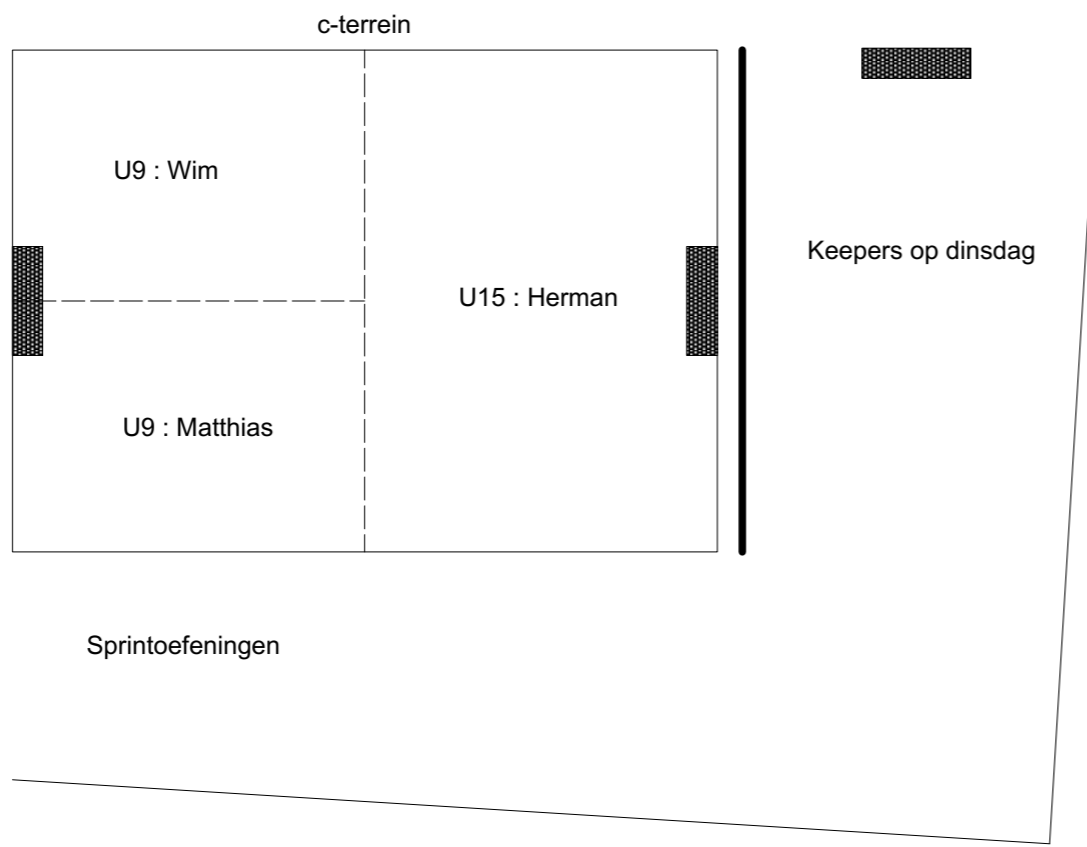 c-terrein
U9 : Wim
Keepers op dinsdag
U15 : Herman
U9 : Matthias
Sprintoefeningen